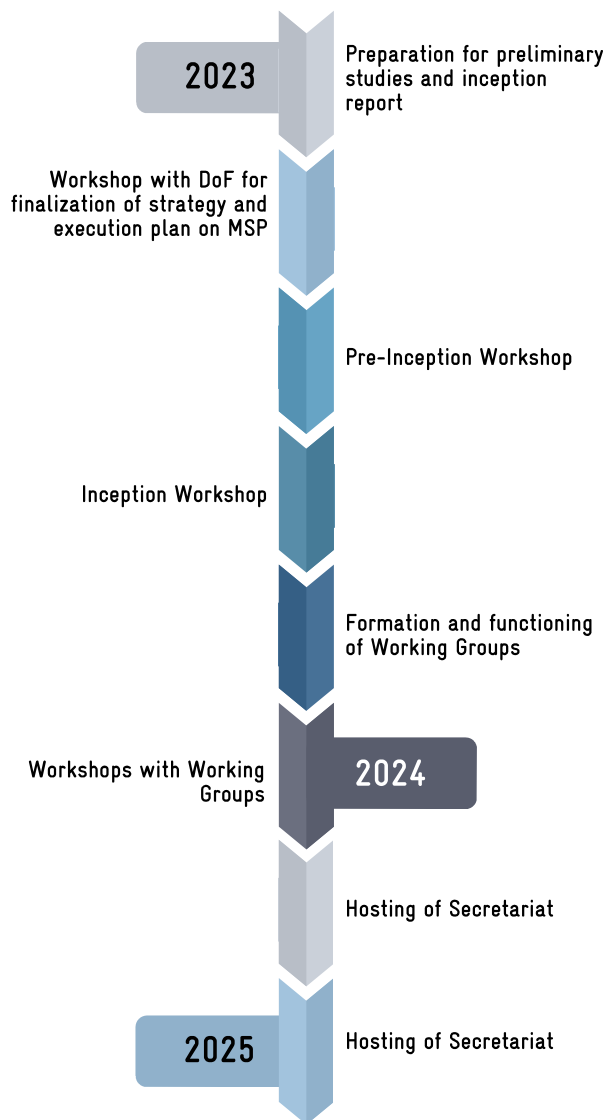 2023
Preparation for preliminary
studies and inception
report
Workshop with DoF for
finalization of strategy and
execution plan on MSP
Pre-Inception Workshop
Inception Workshop
Formation and functioning
of Working Groups
Workshops with Working
Groups
2024
Hosting of Secretariat
2025
Hosting of Secretariat